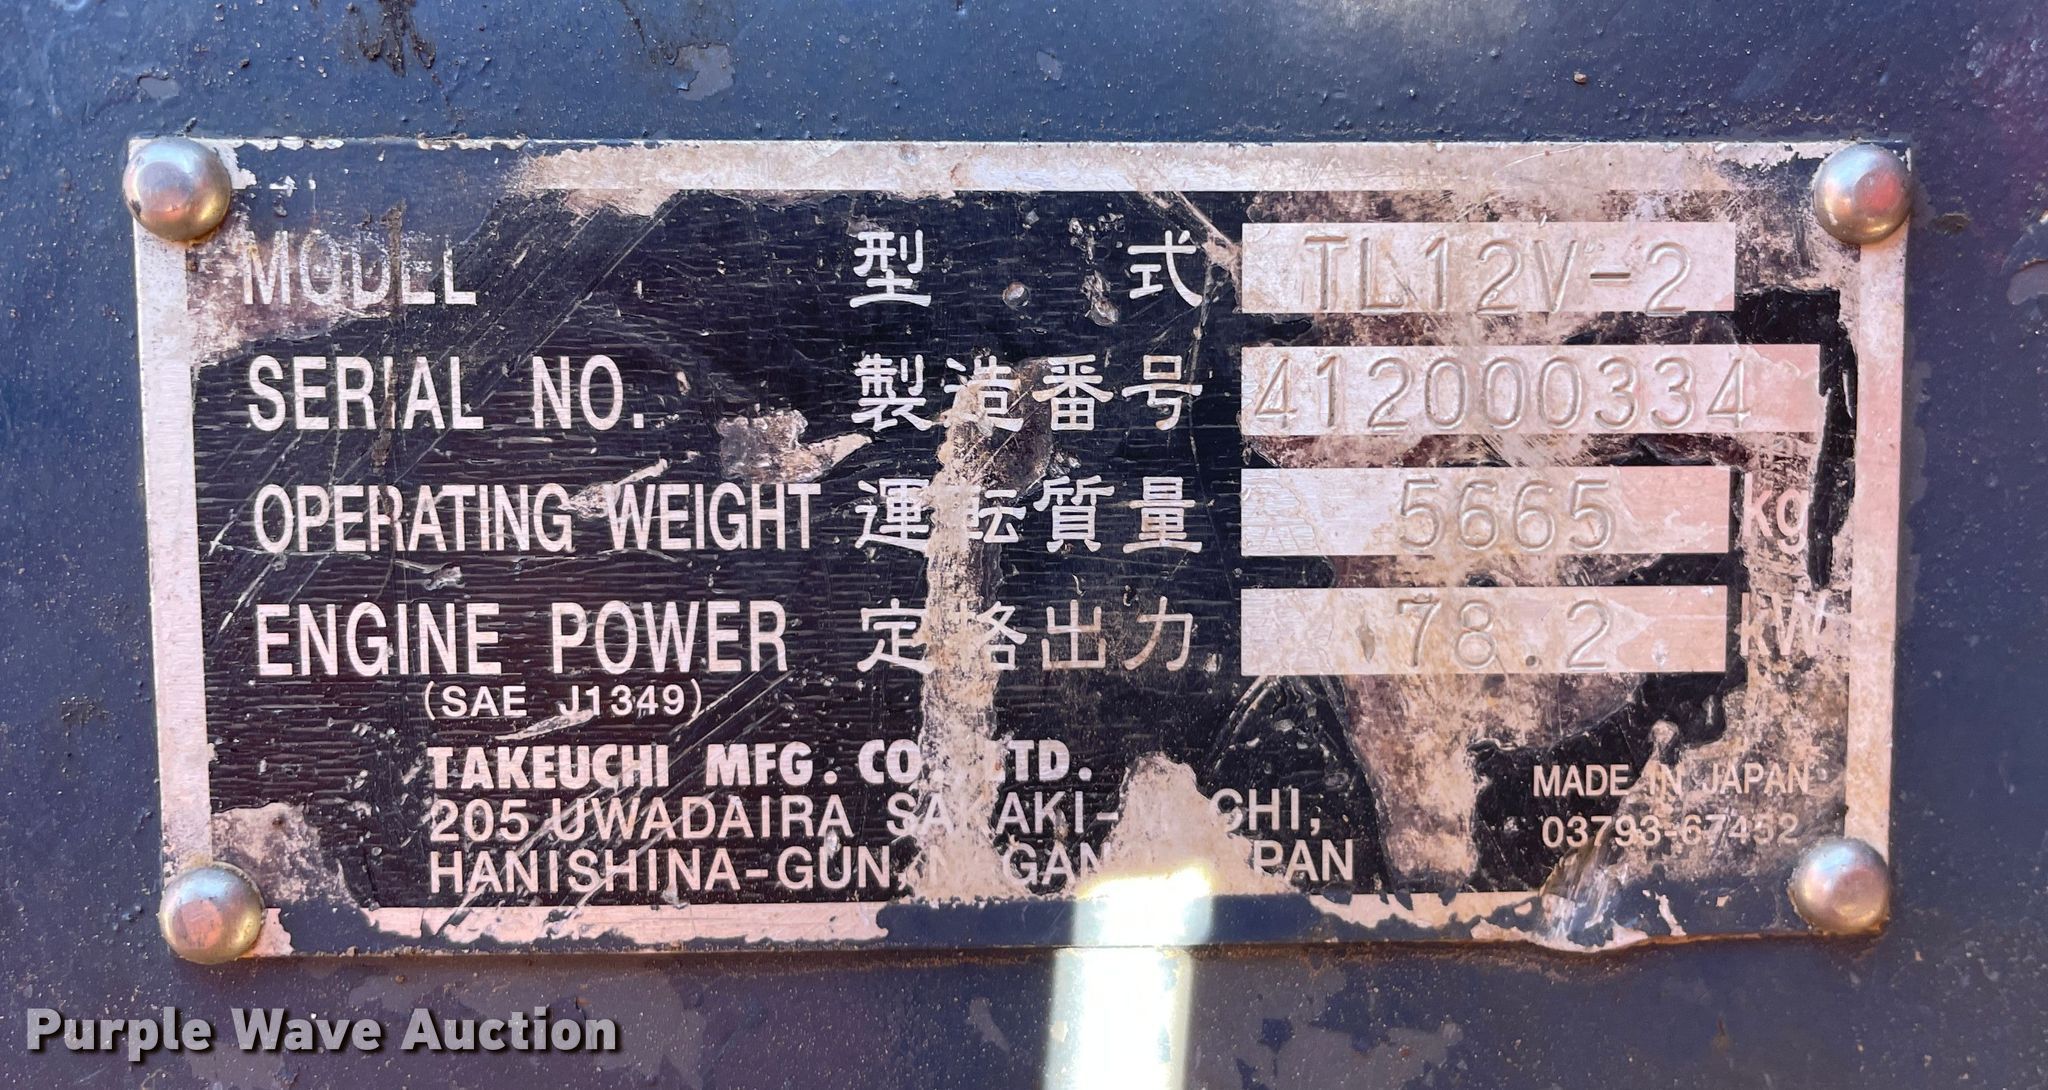 MODEL 型式 TL12V-2
SERIAL NO. 製造番号 412000334
OPERATING WEIGHT 運転質量 5665 kg
ENGINE POWER 定格出力 78.2 kW
(SAE J1349)
TAKEUCHI MFG. CO., LTD.
205 UWADAIRA
HANISHINA-GUN,
MADE IN JAPAN
03793-67452
Purple Wave Auction